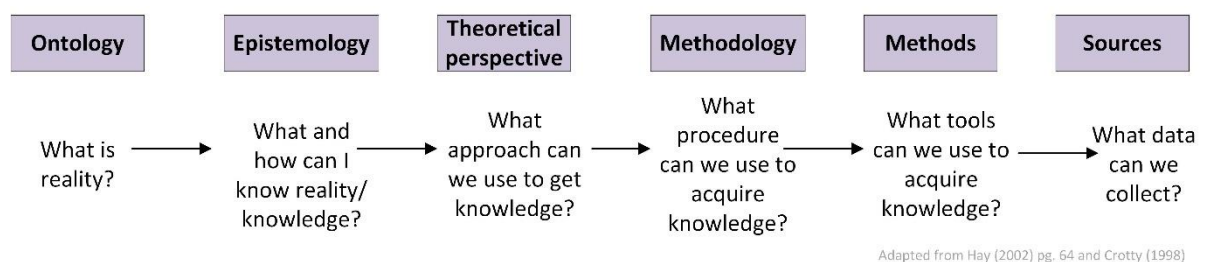 Ontology
Epistemology
Theoretical
perspective
Methodology
Methods
Sources
What is
reality?
What and
how can I
know reality/
knowledge?
What
approach can
we use to get
knowledge?
What
procedure
can we use to
acquire
knowledge?
What tools
can we use to
acquire
knowledge?
What data
can we
collect?
Adapted from Hay (2002) pg. 64 and Crotty (1998)